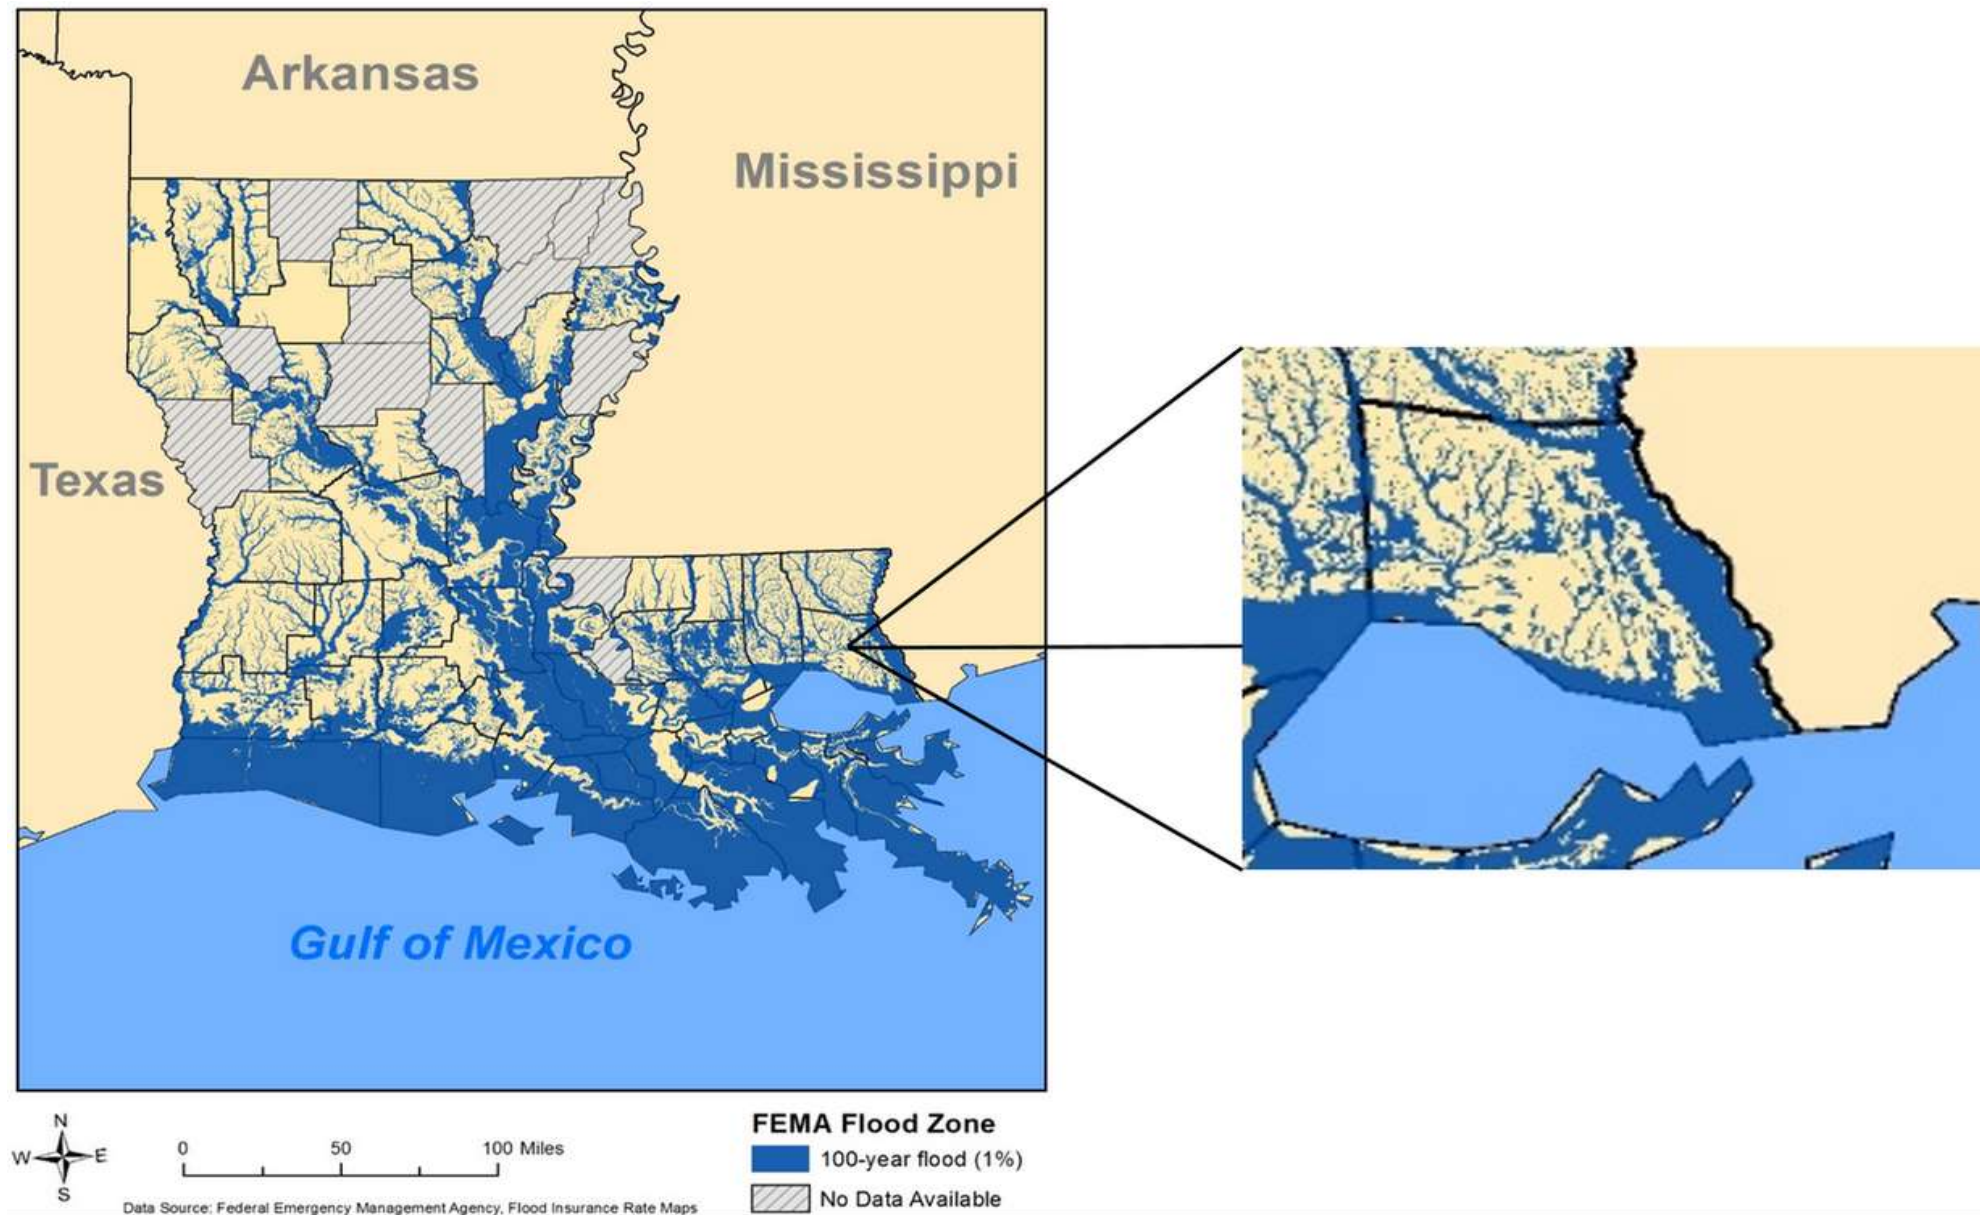 Arkansas
Mississippi
Texas
Gulf of Mexico
N
W E
S
0 50 100 Miles
Data Source: Federal Emergency Management Agency, Flood Insurance Rate Maps
FEMA Flood Zone
100-year flood (1%)
No Data Available